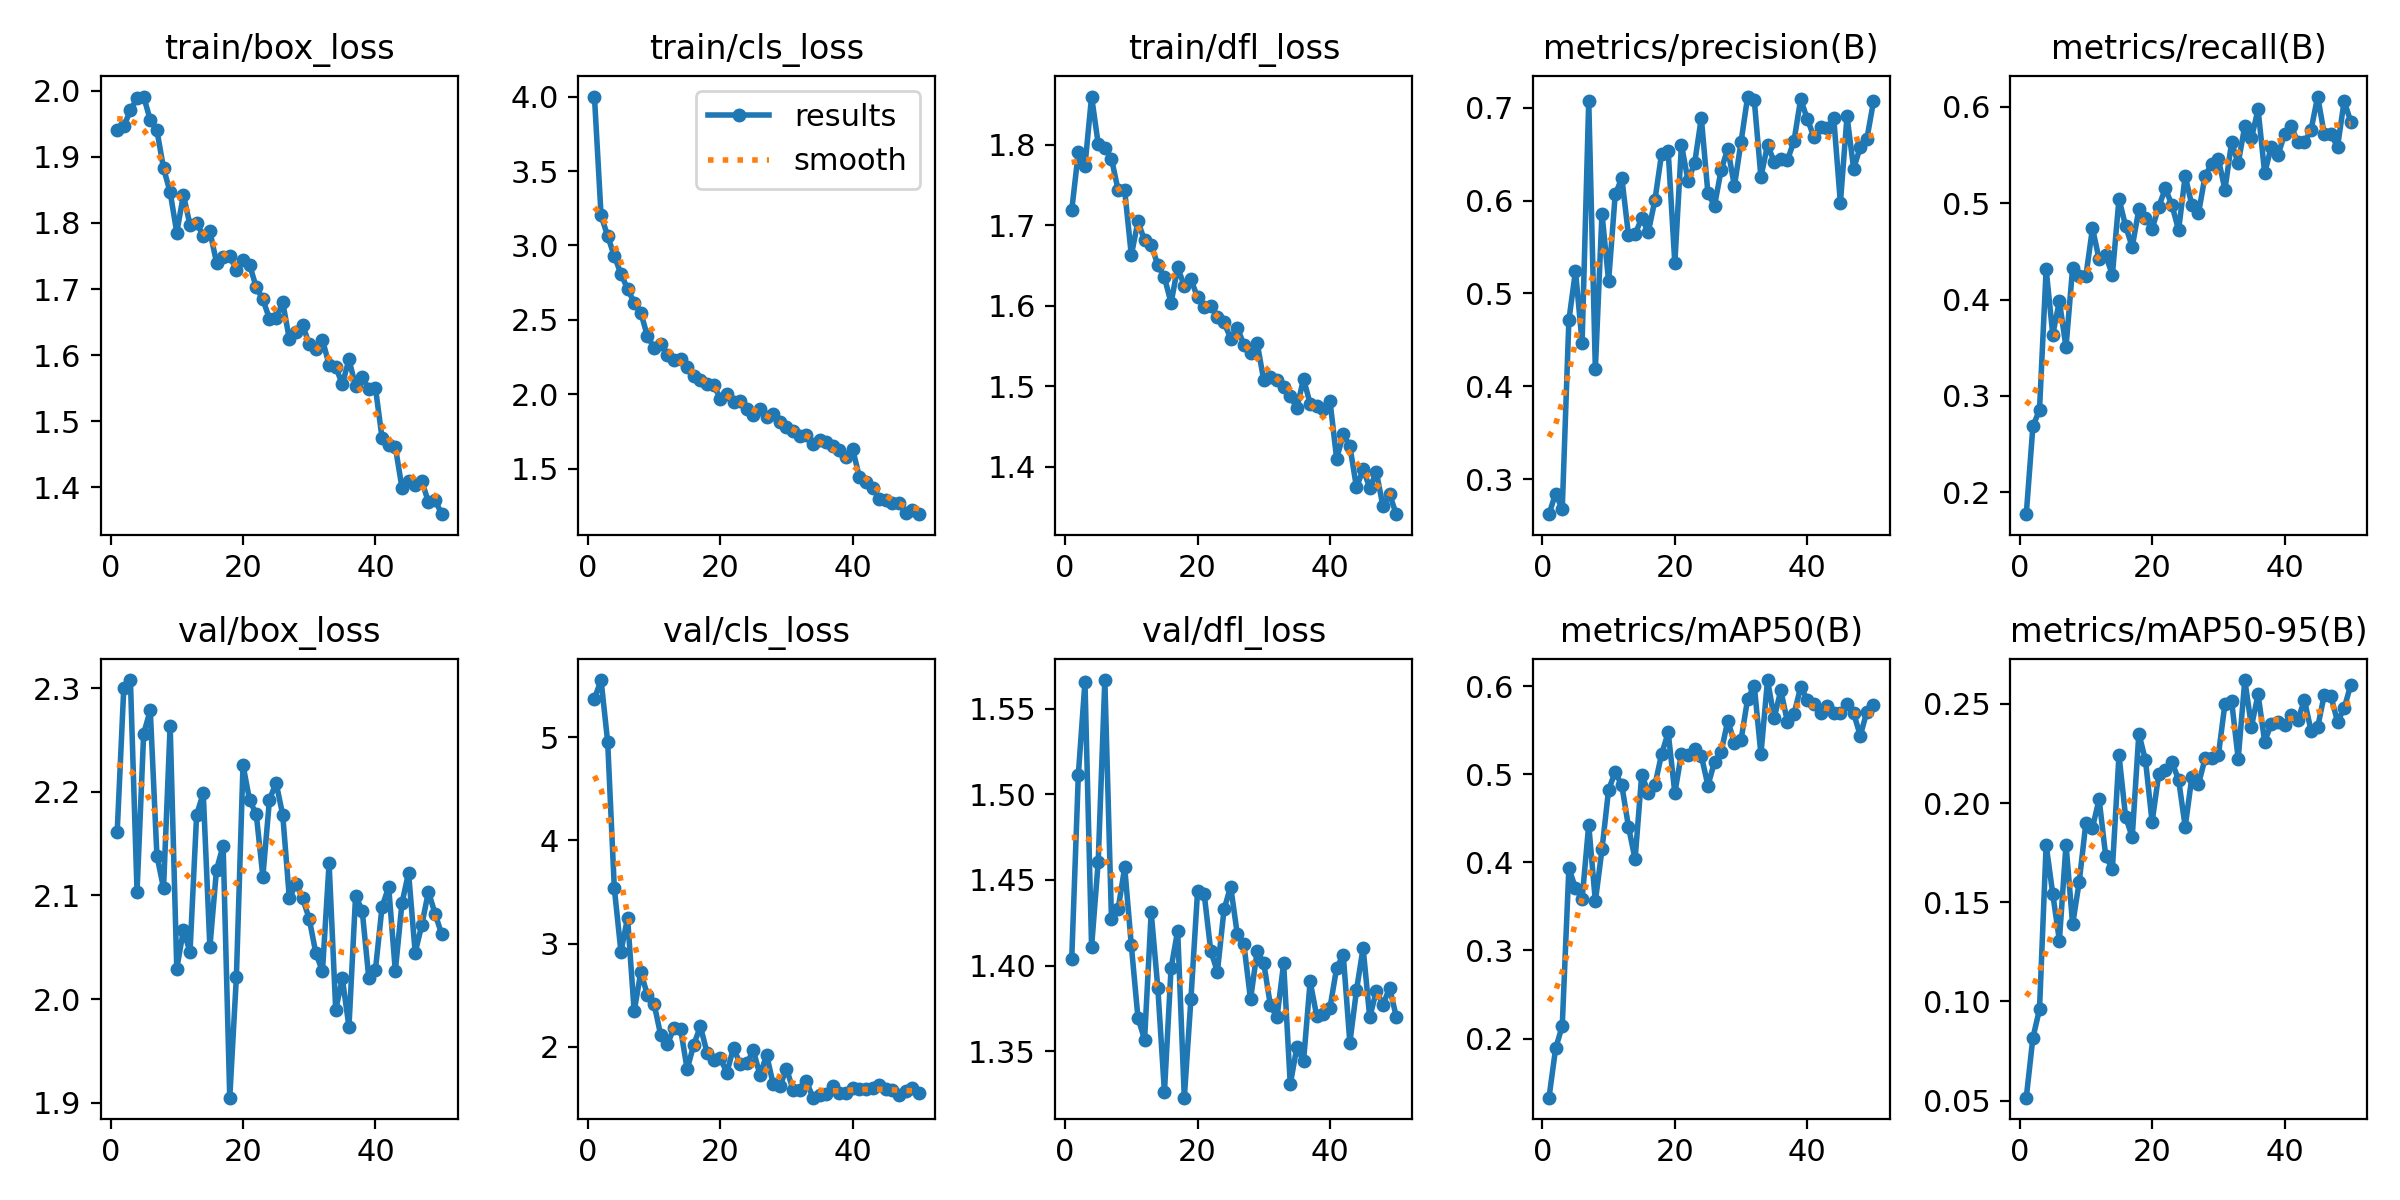 train/box_loss
2.0
1.9
1.8
1.7
1.6
1.5
1.4
0 20 40
train/cls_loss
results
smooth
4.0
3.5
3.0
2.5
2.0
1.5
0 20 40
train/dfl_loss
1.8
1.7
1.6
1.5
1.4
0 20 40
metrics/precision(B)
0.7
0.6
0.5
0.4
0.3
0 20 40
metrics/recall(B)
0.6
0.5
0.4
0.3
0.2
0 20 40
val/box_loss
2.3
2.2
2.1
2.0
1.9
0 20 40
val/cls_loss
5
4
3
2
0 20 40
val/dfl_loss
1.55
1.50
1.45
1.40
1.35
0 20 40
metrics/mAP50(B)
0.6
0.5
0.4
0.3
0.2
0 20 40
metrics/mAP50-95(B)
0.25
0.20
0.15
0.10
0.05
0 20 40